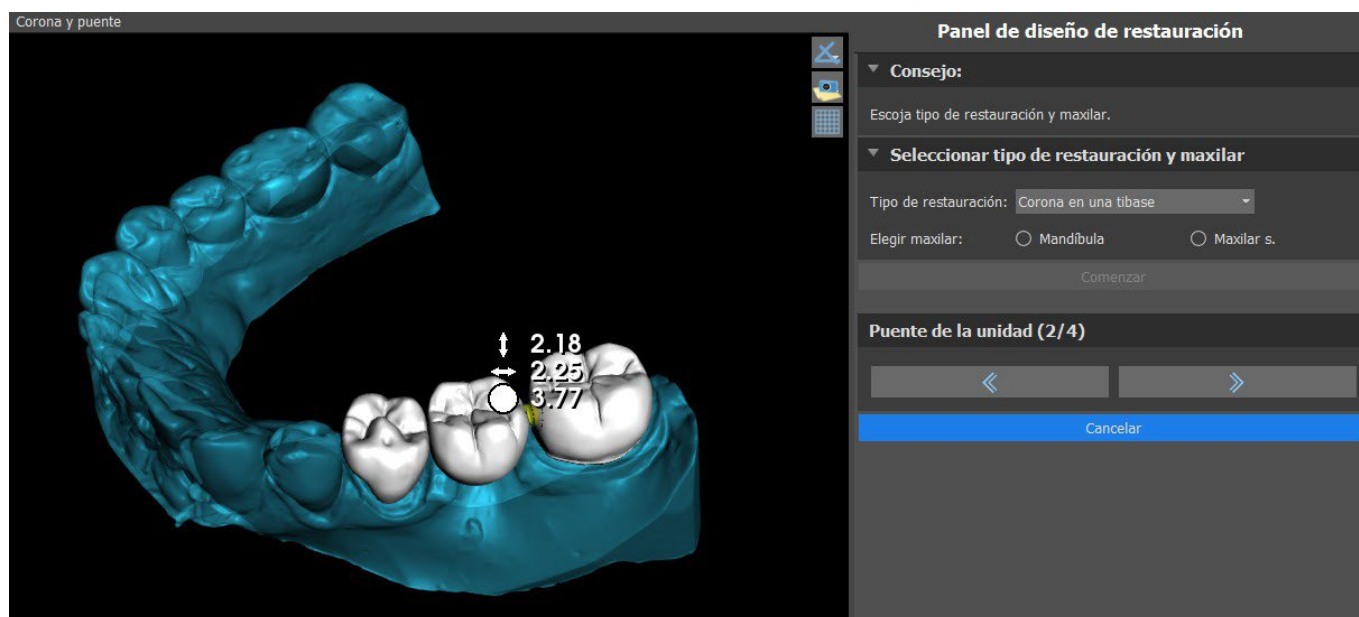 Corona y puente
2.18
2.25
3.77
Panel de diseño de restauración
Consejo:
Escoja tipo de restauración y maxilar.
Seleccionar tipo de restauración y maxilar
Tipo de restauración: Corona en una tibase
Elegir maxilar: Mandíbula Maxilar s.
Comenzar
Puente de la unidad (2/4)
Cancelar